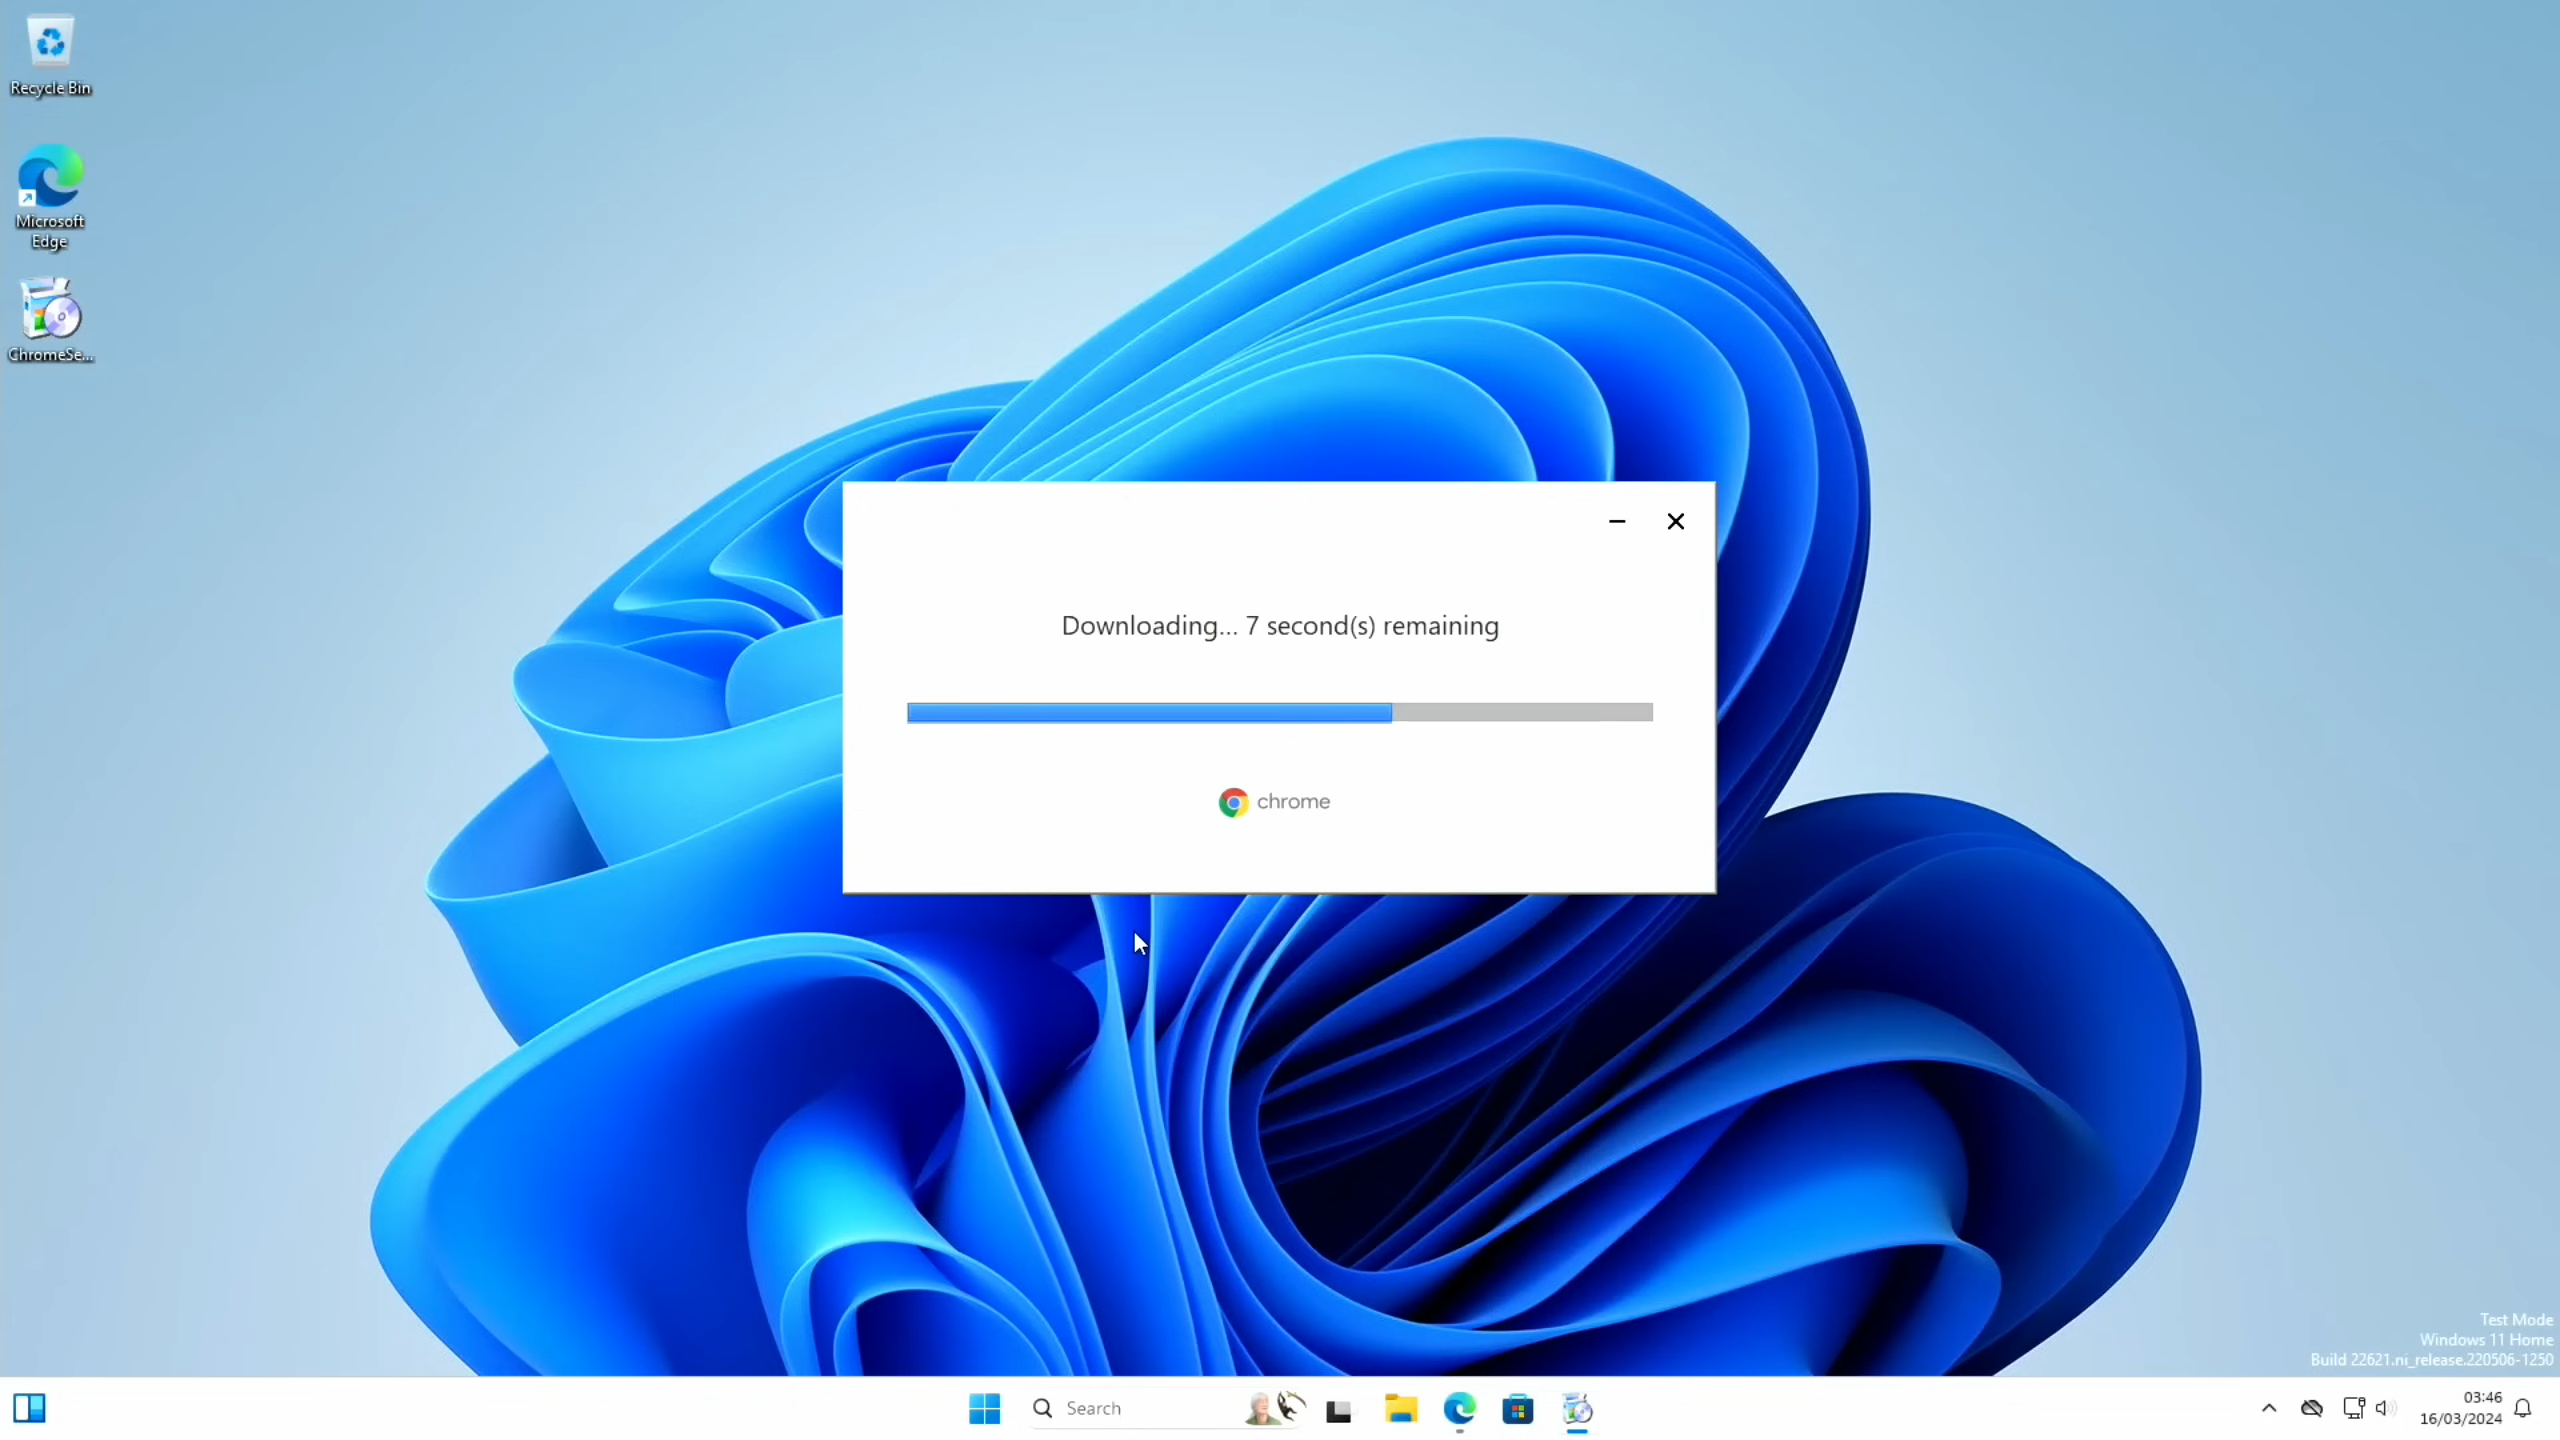 Recycle Bin
Microsoft
Edge
ChromeSe...
Downloading... 7 second(s) remaining
chrome
Test Mode
Windows 11 Home
Build 22621.ni_release.220506-1250
Search
03:46
16/03/2024